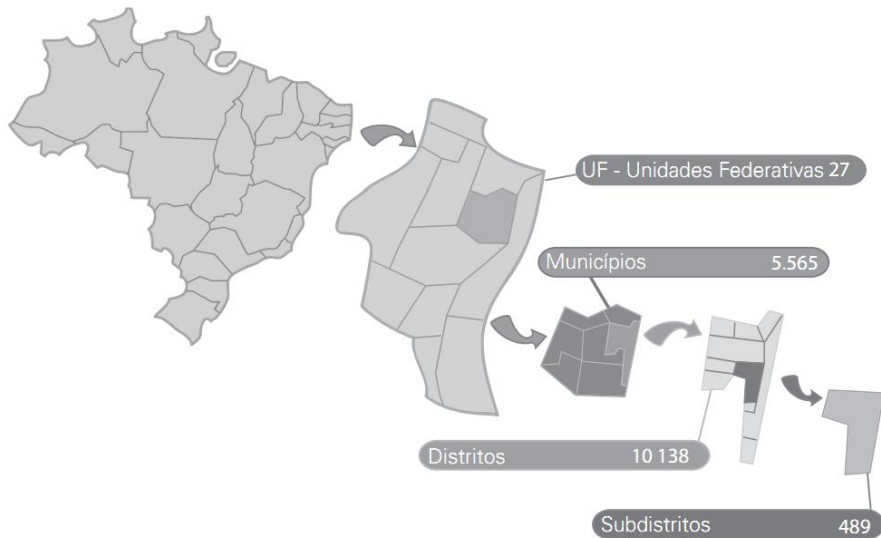 UF - Unidades Federativas 27
Municípios 5.565
Distritos 10 138
Subdistritos 489